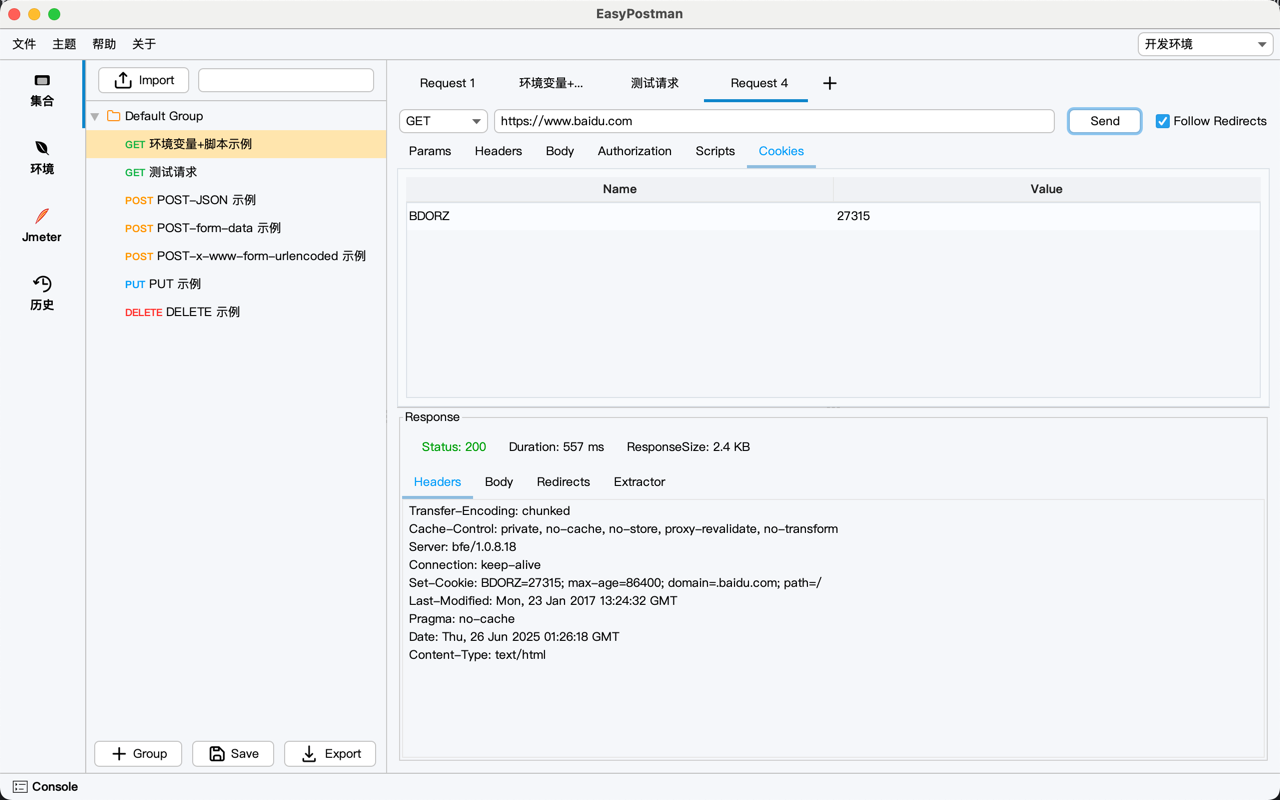 EasyPostman
文件 主题 帮助 关于
开发环境
集合
环境
Jmeter
历史
Import
Default Group
GET 环境变量+脚本示例
GET 测试请求
POST POST-JSON 示例
POST POST-form-data 示例
POST POST-x-www-form-urlencoded 示例
PUT PUT 示例
DELETE DELETE 示例
Group Save Export
Request 1 环境变量+... 测试请求 Request 4
GET https://www.baidu.com Send Follow Redirects
Params Headers Body Authorization Scripts Cookies
Name Value
BDORZ 27315
Response
Status: 200 Duration: 557 ms ResponseSize: 2.4 KB
Headers Body Redirects Extractor
Transfer-Encoding: chunked
Cache-Control: private, no-cache, no-store, proxy-revalidate, no-transform
Server: bfe/1.0.8.18
Connection: keep-alive
Set-Cookie: BDORZ=27315; max-age=86400; domain=.baidu.com; path=/
Last-Modified: Mon, 23 Jan 2017 13:24:32 GMT
Pragma: no-cache
Date: Thu, 26 Jun 2025 01:26:18 GMT
Content-Type: text/html
Console